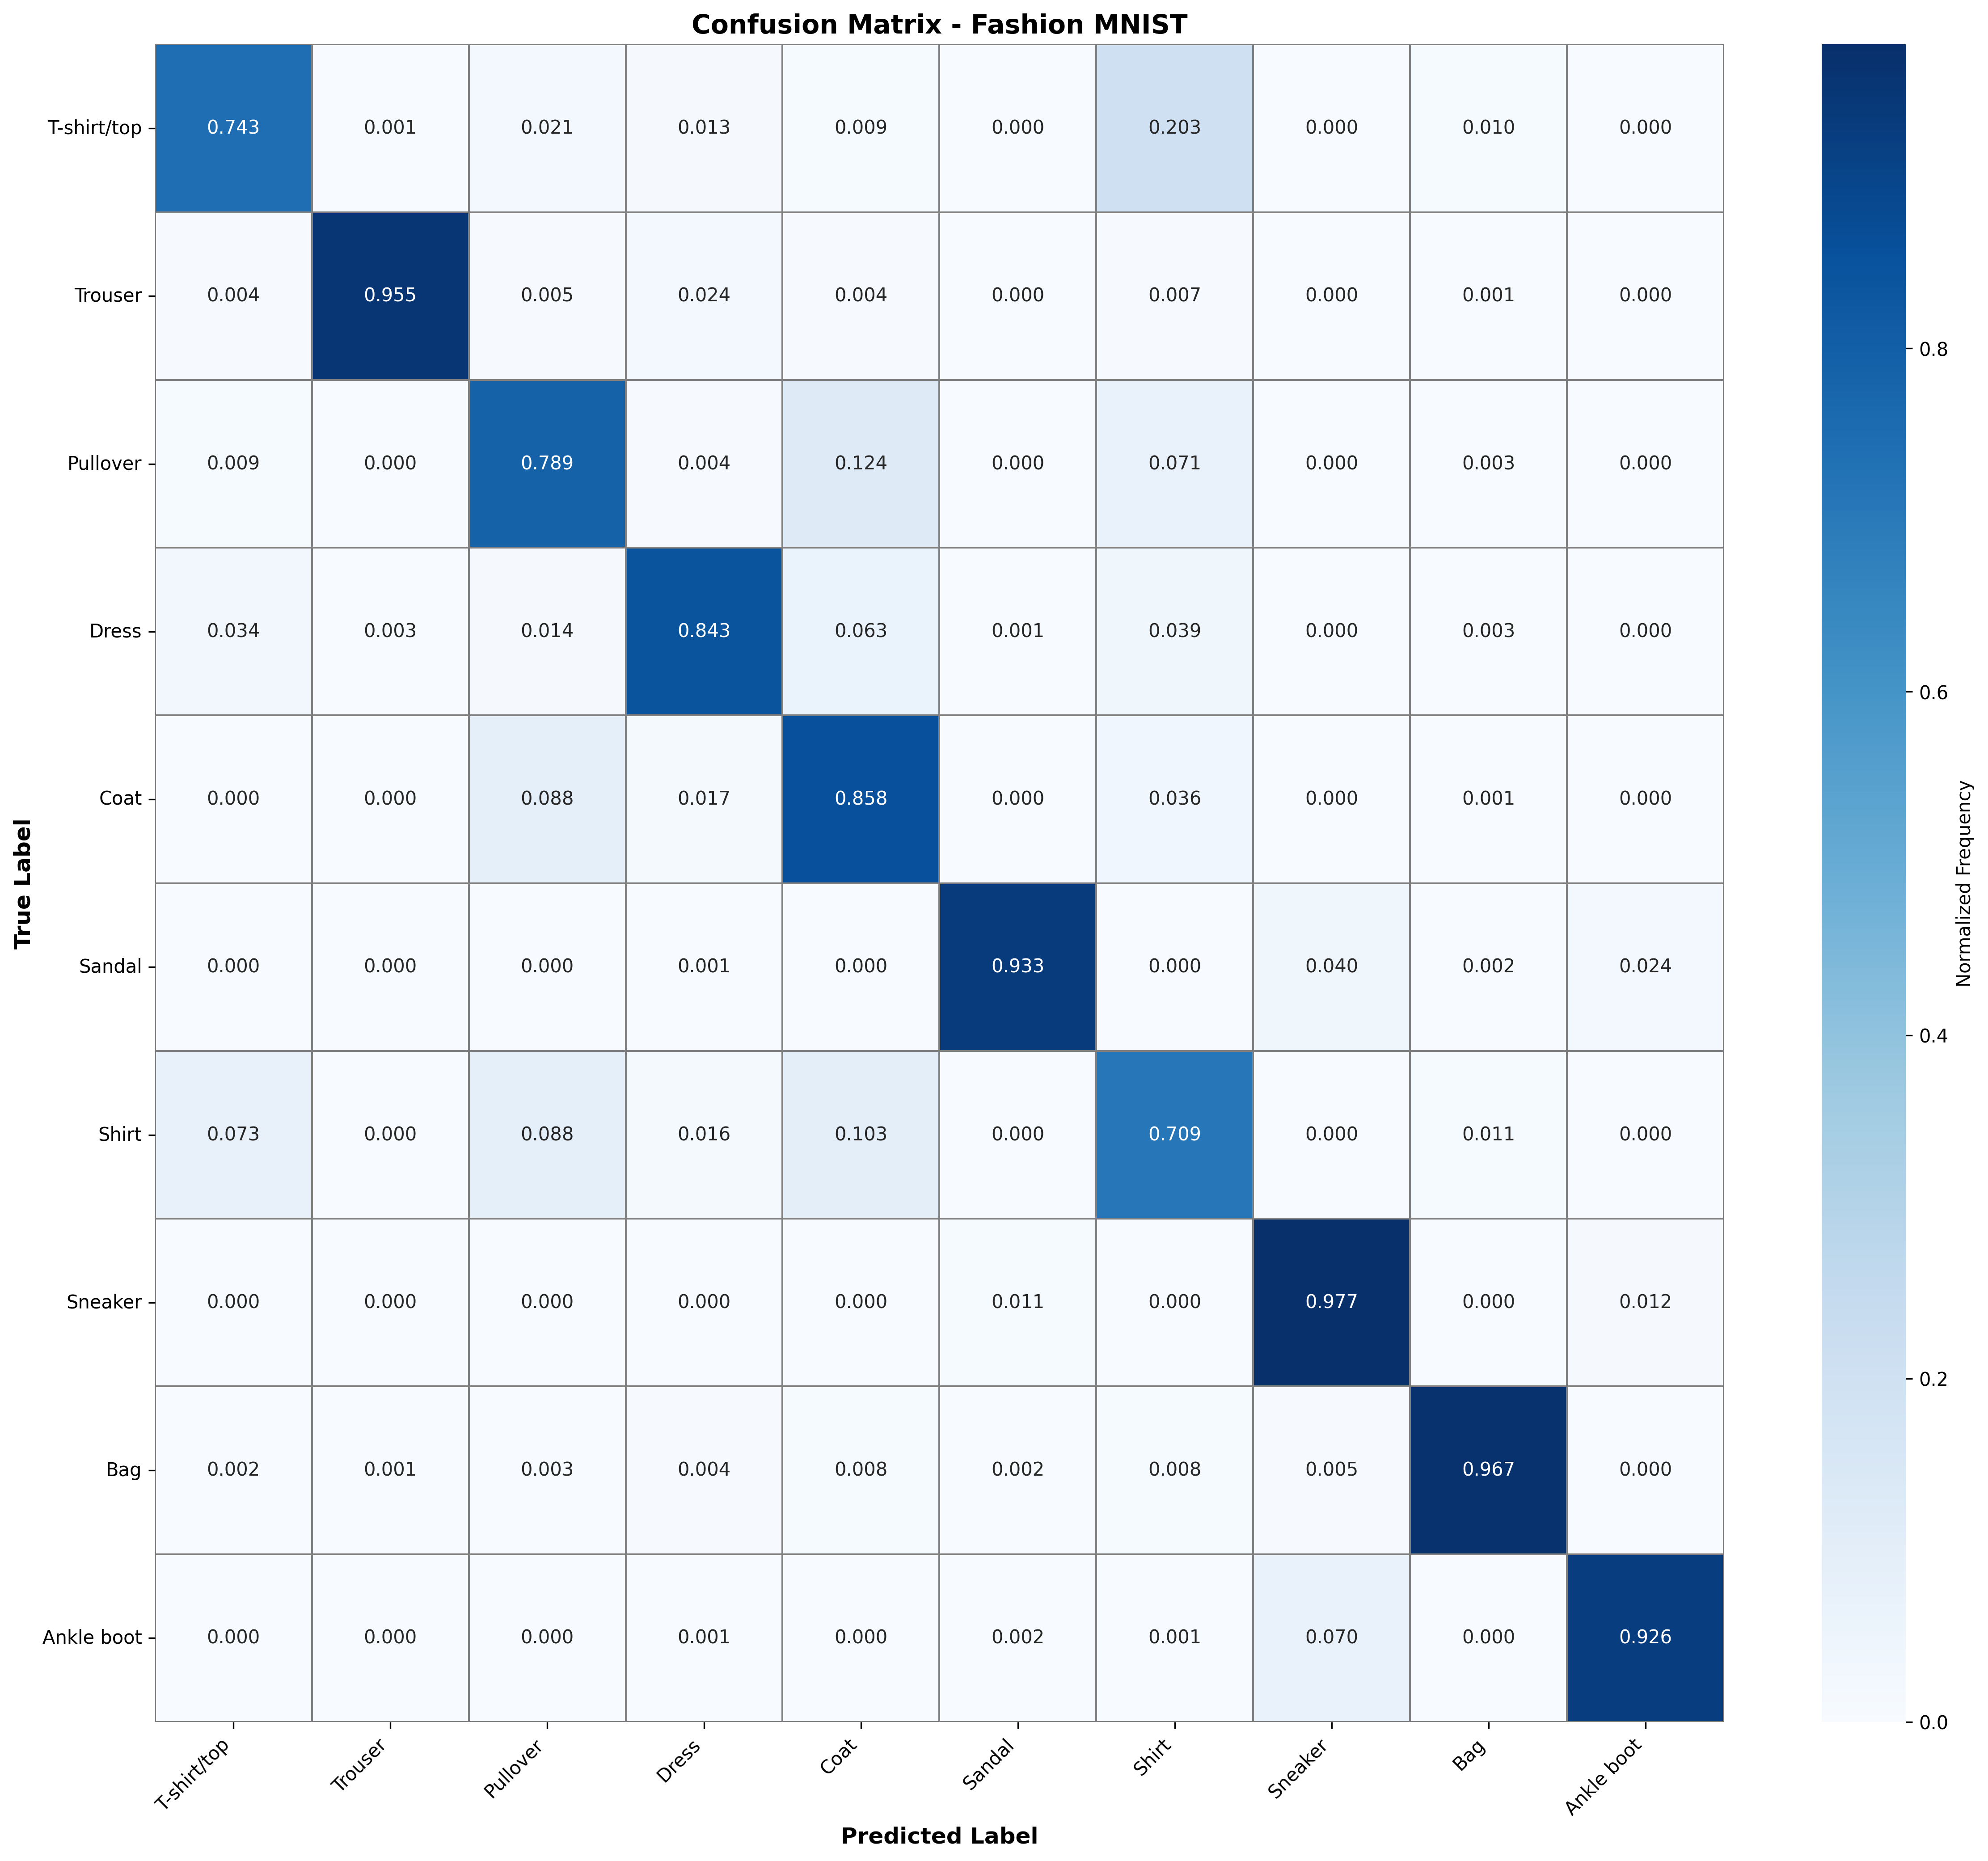 Confusion Matrix - Fashion MNIST
T-shirt/top 0.743 0.001 0.021 0.013 0.009 0.000 0.203 0.000 0.010 0.000
Trouser 0.004 0.955 0.005 0.024 0.004 0.000 0.007 0.000 0.001 0.000
Pullover 0.009 0.000 0.789 0.004 0.124 0.000 0.071 0.000 0.003 0.000
Dress 0.034 0.003 0.014 0.843 0.063 0.001 0.039 0.000 0.003 0.000
Coat 0.000 0.000 0.088 0.017 0.858 0.000 0.036 0.000 0.001 0.000
Sandal 0.000 0.000 0.000 0.001 0.000 0.933 0.000 0.040 0.002 0.024
Shirt 0.073 0.000 0.088 0.016 0.103 0.000 0.709 0.000 0.011 0.000
Sneaker 0.000 0.000 0.000 0.000 0.000 0.011 0.000 0.977 0.000 0.012
Bag 0.002 0.001 0.003 0.004 0.008 0.002 0.008 0.005 0.967 0.000
Ankle boot 0.000 0.000 0.000 0.001 0.000 0.002 0.001 0.070 0.000 0.926
T-shirt/top Trouser Pullover Dress Coat Sandal Shirt Sneaker Bag Ankle boot
Predicted Label
True Label
0.8
0.6
0.4
0.2
0.0
Normalized Frequency